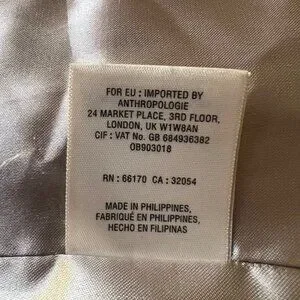 FOR EU : IMPORTED BY
ANTHROPOLOGIE
24 MARKET PLACE, 3RD FLOOR,
LONDON, UK W1W8AN
CIF : VAT No. GB 684936382
OB903018
RN : 66170 CA : 32054
MADE IN PHILIPPINES,
FABRIQUÉ EN PHILIPPINES,
HECHO EN FILIPINAS